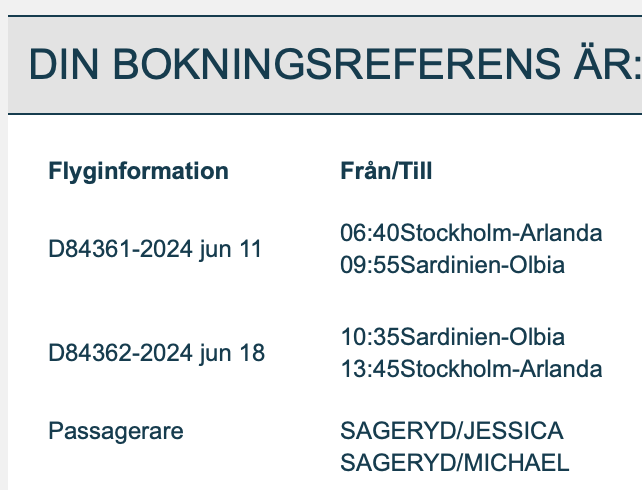 DIN BOKNINGSREFERENS ÄR:
Flyginformation Från/Till
D84361-2024 jun 11 06:40Stockholm-Arlanda
09:55Sardinien-Olbia
D84362-2024 jun 18 10:35Sardinien-Olbia
13:45Stockholm-Arlanda
Passagerare SAGERYD/JESSICA
SAGERYD/MICHAEL